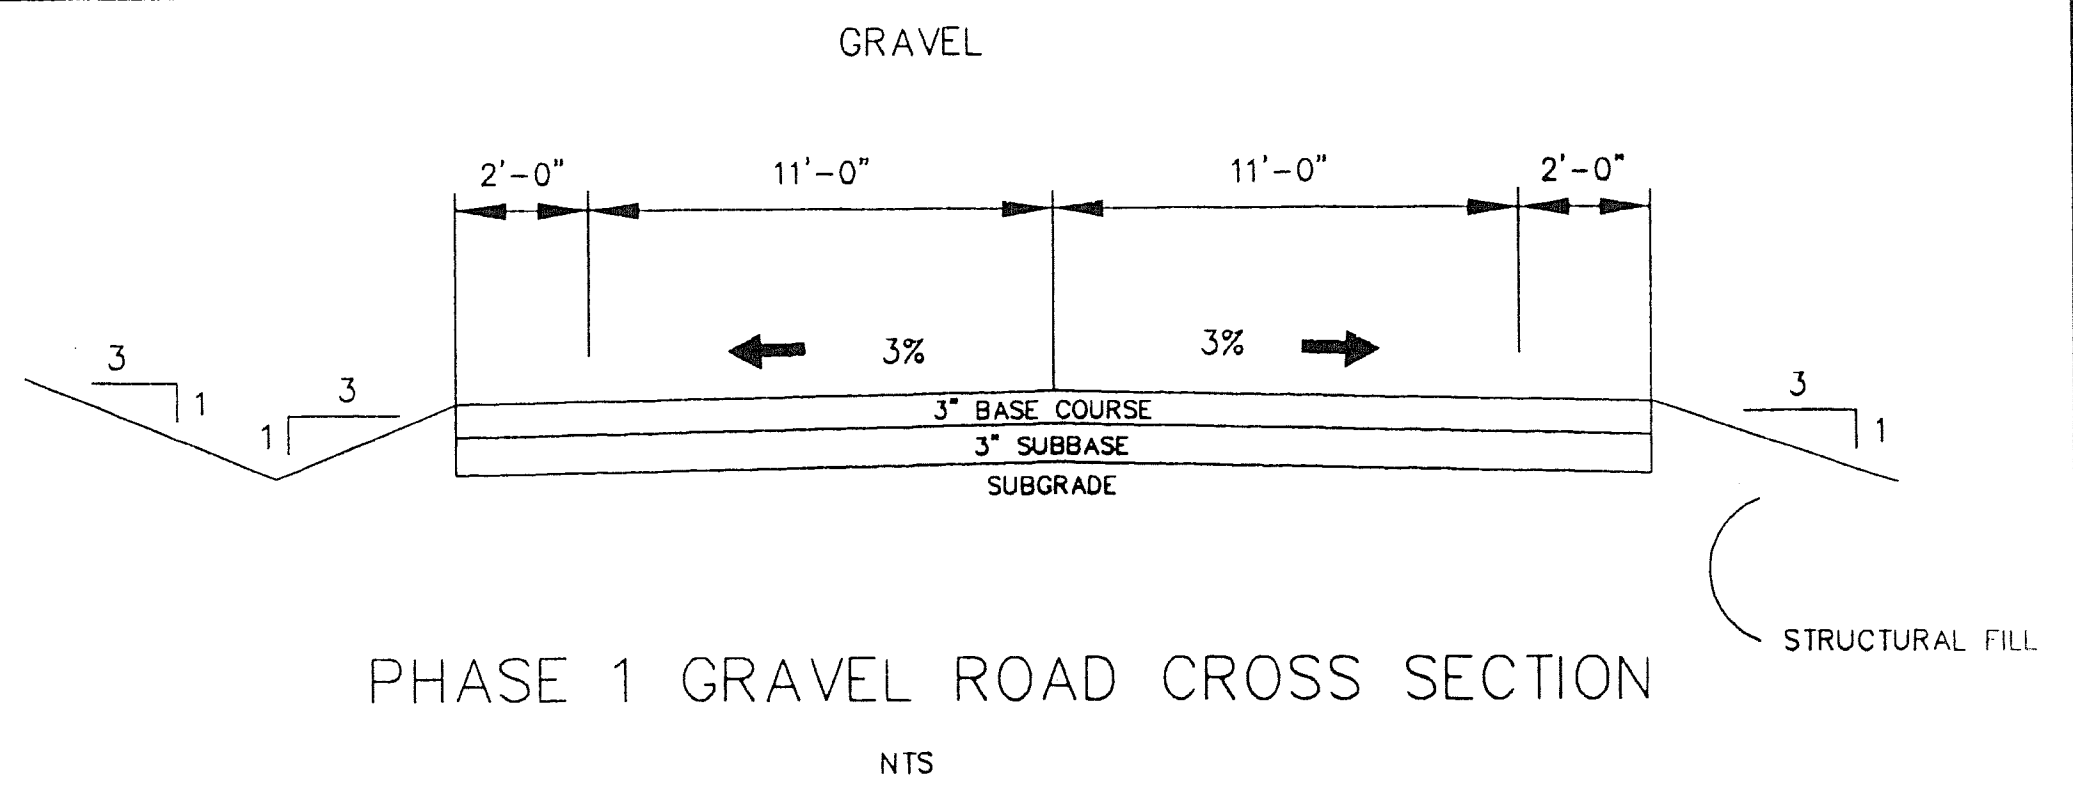 GRAVEL
2'-0" 11'-0" 11'-0" 2'-0"
3% 3%
3 1 1 3 3 1
3" BASE COURSE
3" SUBBASE
SUBGRADE
STRUCTURAL FILL
PHASE 1 GRAVEL ROAD CROSS SECTION
NTS